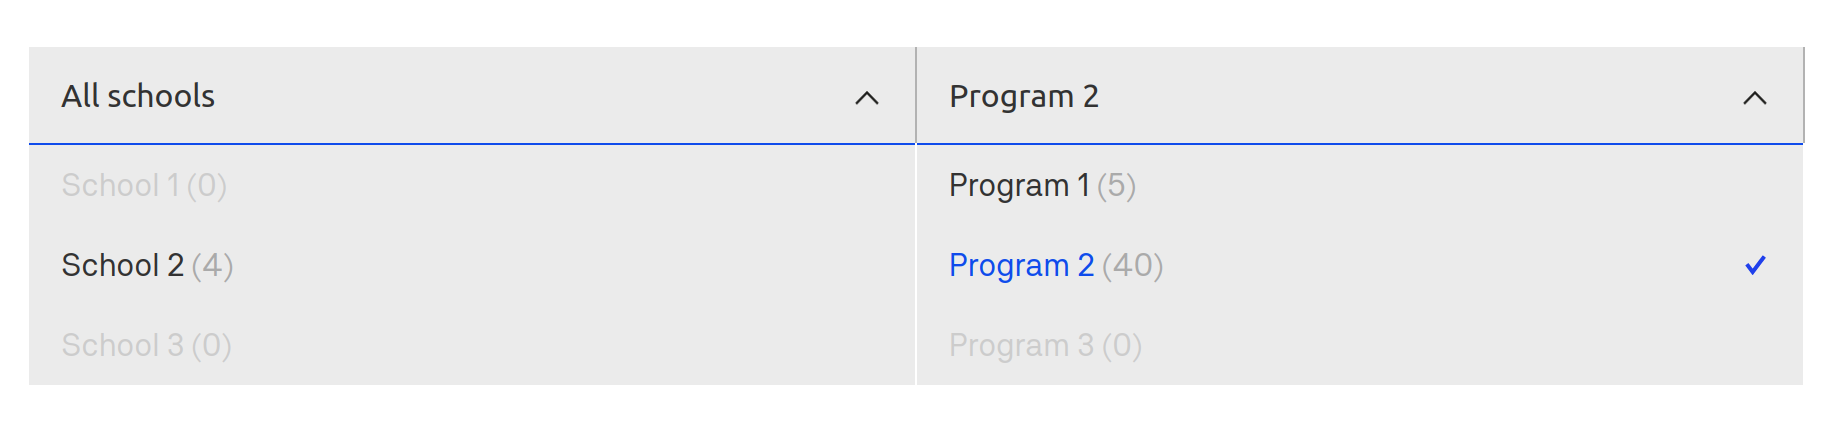 All schools
School 1 (0)
School 2 (4)
School 3 (0)
Program 2
Program 1 (5)
Program 2 (40)
Program 3 (0)